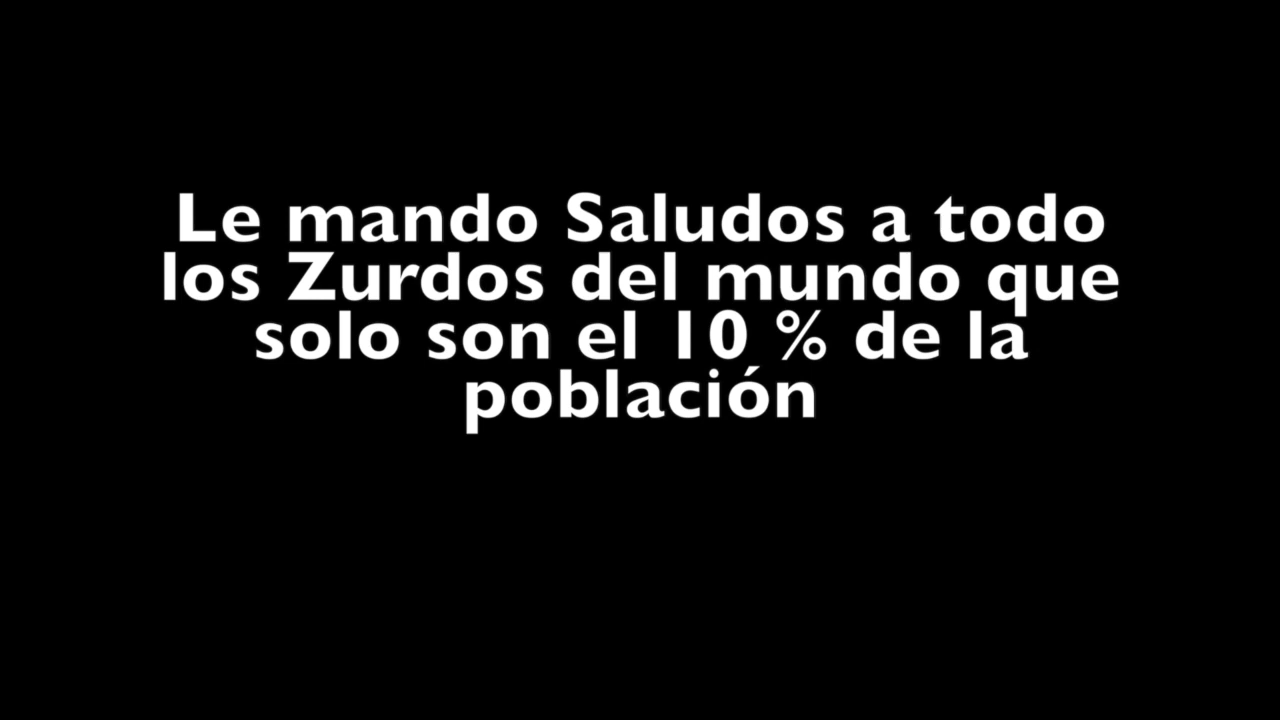 Le mando Saludos a todo
los Zurdos del mundo que
solo son el 10 % de la
población